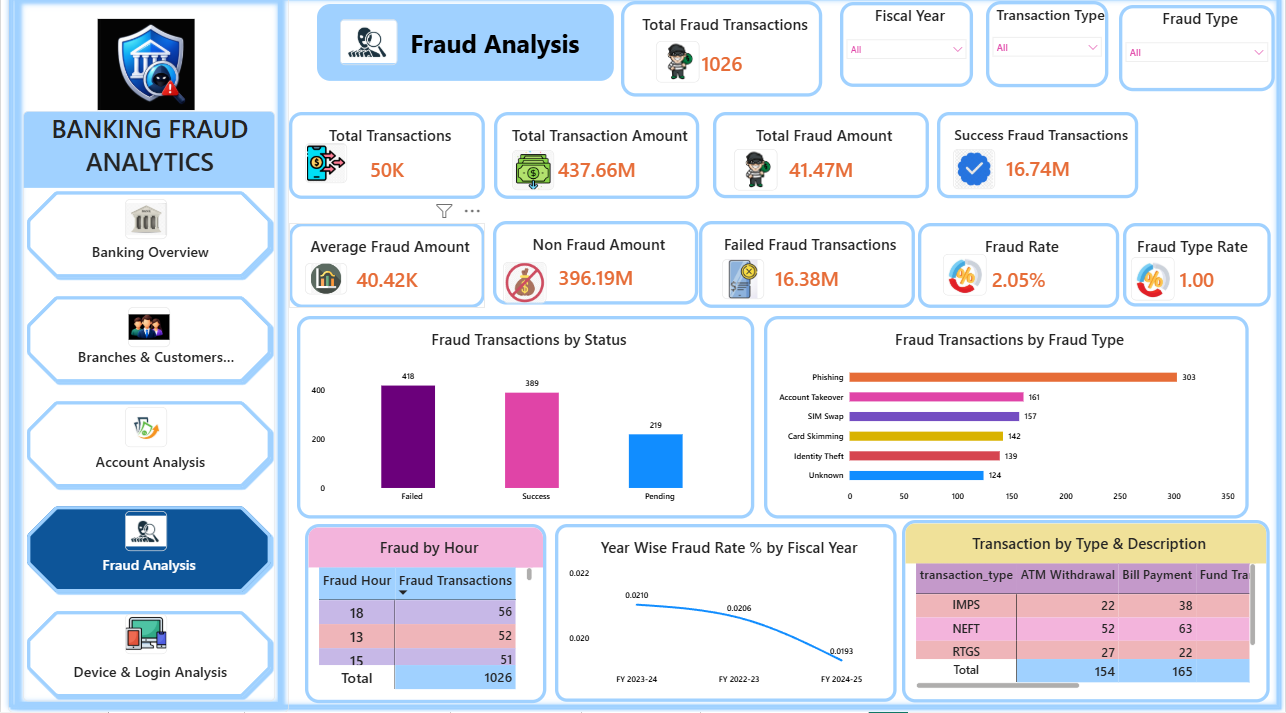 BANKING FRAUD
ANALYTICS
Banking Overview
Branches & Customers...
Account Analysis
Fraud Analysis
Device & Login Analysis
Fraud Analysis
Total Fraud Transactions
1026
Fiscal Year
All
Transaction Type
All
Fraud Type
All
Total Transactions
50K
Total Transaction Amount
437.66M
Total Fraud Amount
41.47M
Success Fraud Transactions
16.74M
Average Fraud Amount
40.42K
Non Fraud Amount
396.19M
Failed Fraud Transactions
16.38M
Fraud Rate
2.05%
Fraud Type Rate
1.00
Fraud Transactions by Status
400
200
0
418
389
219
Failed
Success
Pending
Fraud Transactions by Fraud Type
Phishing 303
Account Takeover 161
SIM Swap 157
Card Skimming 142
Identity Theft 139
Unknown 124
0 50 100 150 200 250 300 350
Fraud by Hour
Fraud Hour Fraud Transactions
18 56
13 52
15 51
Total 1026
Year Wise Fraud Rate % by Fiscal Year
0.022
0.020
0.0210
0.0206
0.0193
FY 2023-24 FY 2022-23 FY 2024-25
Transaction by Type & Description
transaction_type ATM Withdrawal Bill Payment Fund Tra
IMPS 22 38
NEFT 52 63
RTGS 27 22
Total 154 165